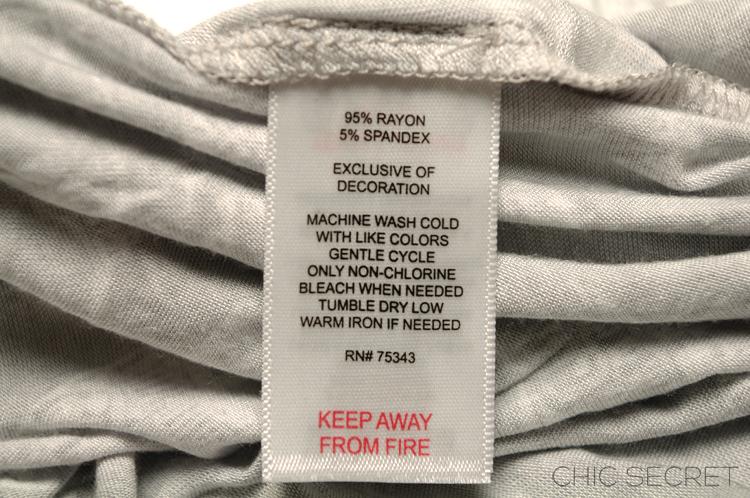 95% RAYON
5% SPANDEX
EXCLUSIVE OF
DECORATION
MACHINE WASH COLD
WITH LIKE COLORS
GENTLE CYCLE
ONLY NON-CHLORINE
BLEACH WHEN NEEDED
TUMBLE DRY LOW
WARM IRON IF NEEDED
RN# 75343
KEEP AWAY
FROM FIRE
CHIC SECRET